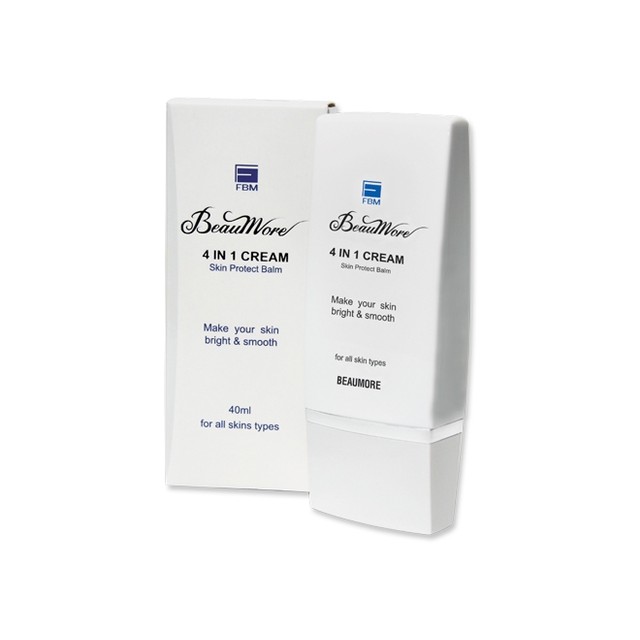 FBM
BeauMore
4 IN 1 CREAM
Skin Protect Balm
Make your skin
bright & smooth
40ml
for all skins types
FBM
BeauMore
4 IN 1 CREAM
Skin Protect Balm
Make your skin
bright & smooth
for all skin types
BEAUMORE